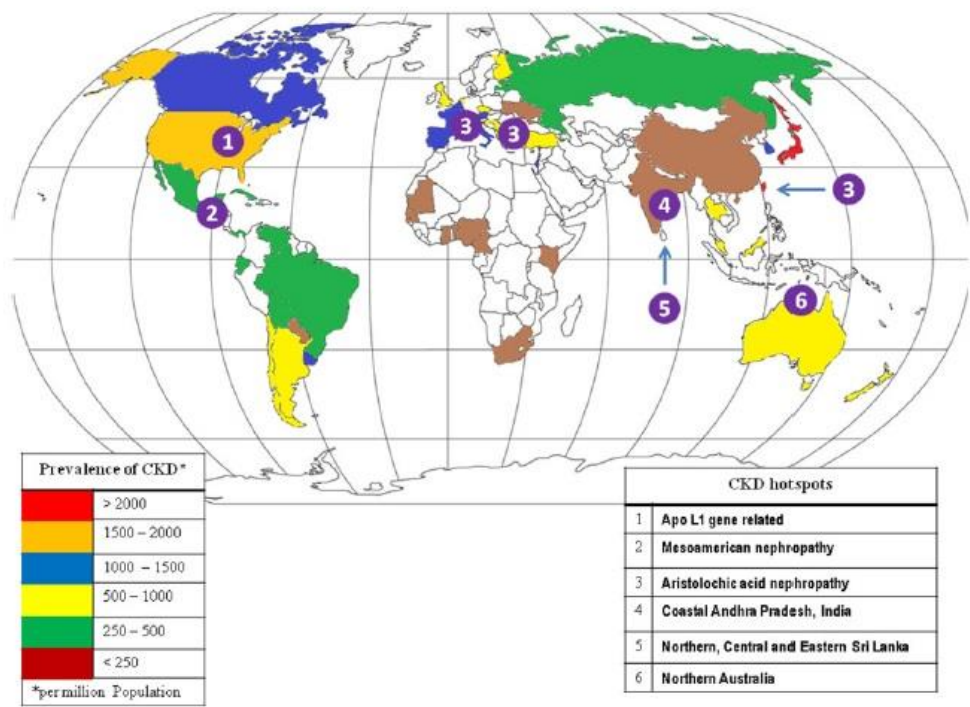 1
3
3
2
4
3
5
6
Prevalence of CKD*
> 2000
1500 – 2000
1000 – 1500
500 – 1000
250 – 500
< 250
*per million Population
CKD hotspots
1 Apo L1 gene related
2 Mesoamerican nephropathy
3 Aristolochic acid nephropathy
4 Coastal Andhra Pradesh, India
5 Northern, Central and Eastern Sri Lanka
6 Northern Australia